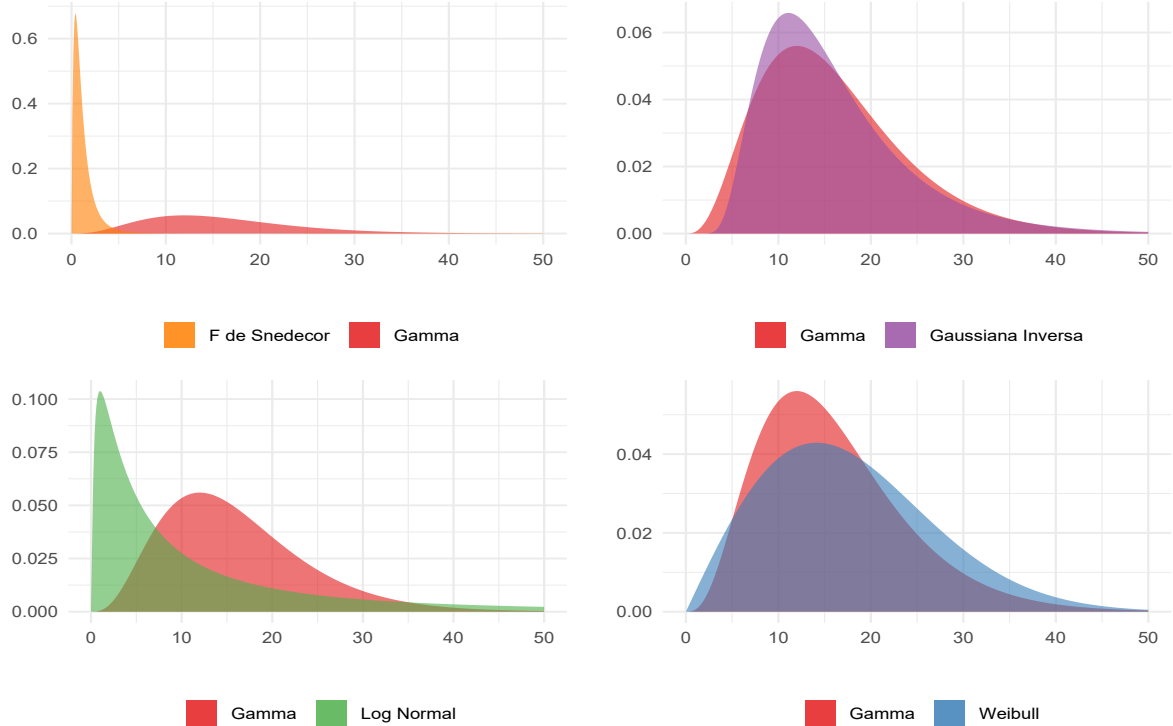 0.6
0.4
0.2
0.0
0 10 20 30 40 50
F de Snedecor Gamma
0.06
0.04
0.02
0.00
0 10 20 30 40 50
Gamma Gaussiana Inversa
0.100
0.075
0.050
0.025
0.000
0 10 20 30 40 50
Gamma Log Normal
0.04
0.02
0.00
0 10 20 30 40 50
Gamma Weibull